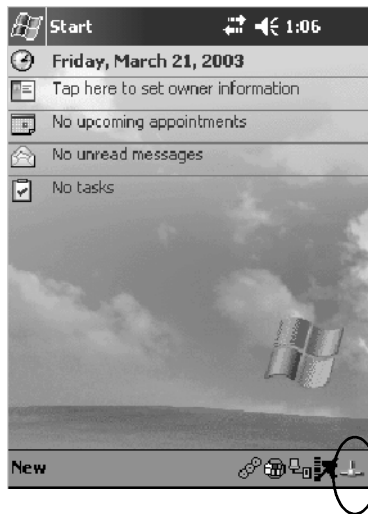 Start 1:06
Friday, March 21, 2003
Tap here to set owner information
No upcoming appointments
No unread messages
No tasks
New